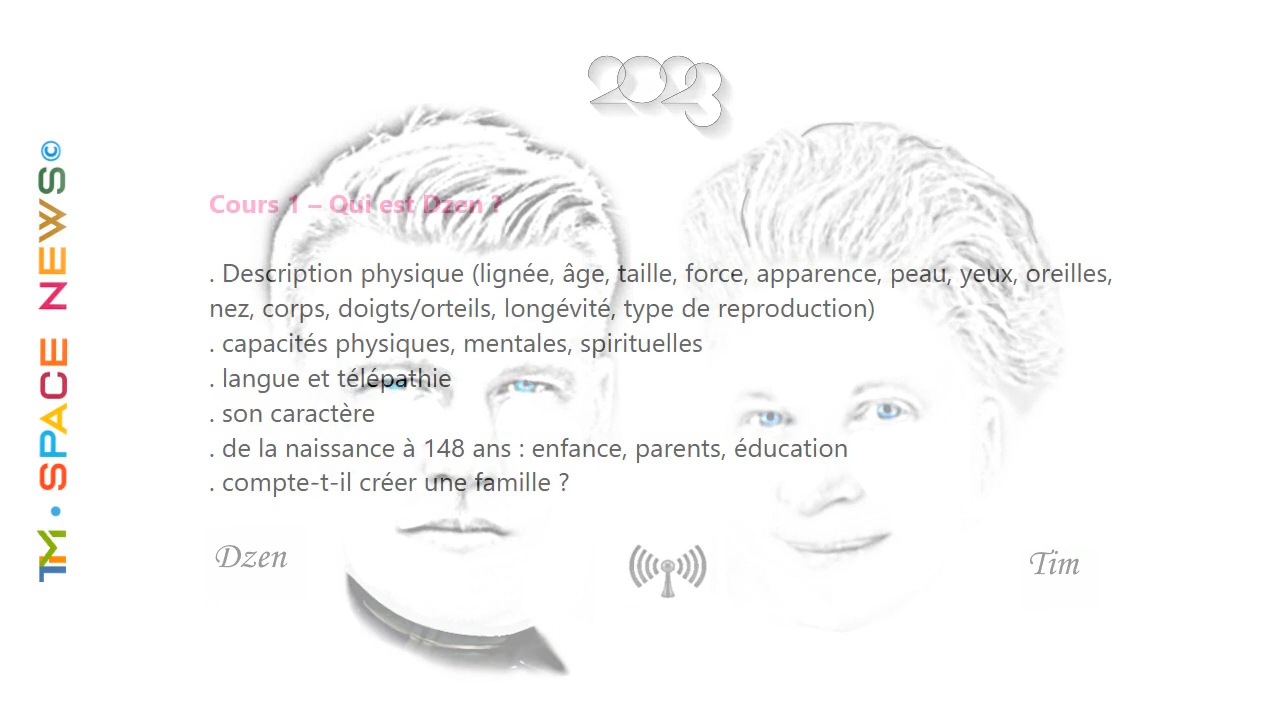 2023
TM • SPACE NEWS©
Cours 1 – Qui est Dzen ?
. Description physique (lignée, âge, taille, force, apparence, peau, yeux, oreilles,
nez, corps, doigts/orteils, longévité, type de reproduction)
. capacités physiques, mentales, spirituelles
. langue et télépathie
. son caractère
. de la naissance à 148 ans : enfance, parents, éducation
. compte-t-il créer une famille ?
Dzen
Tim